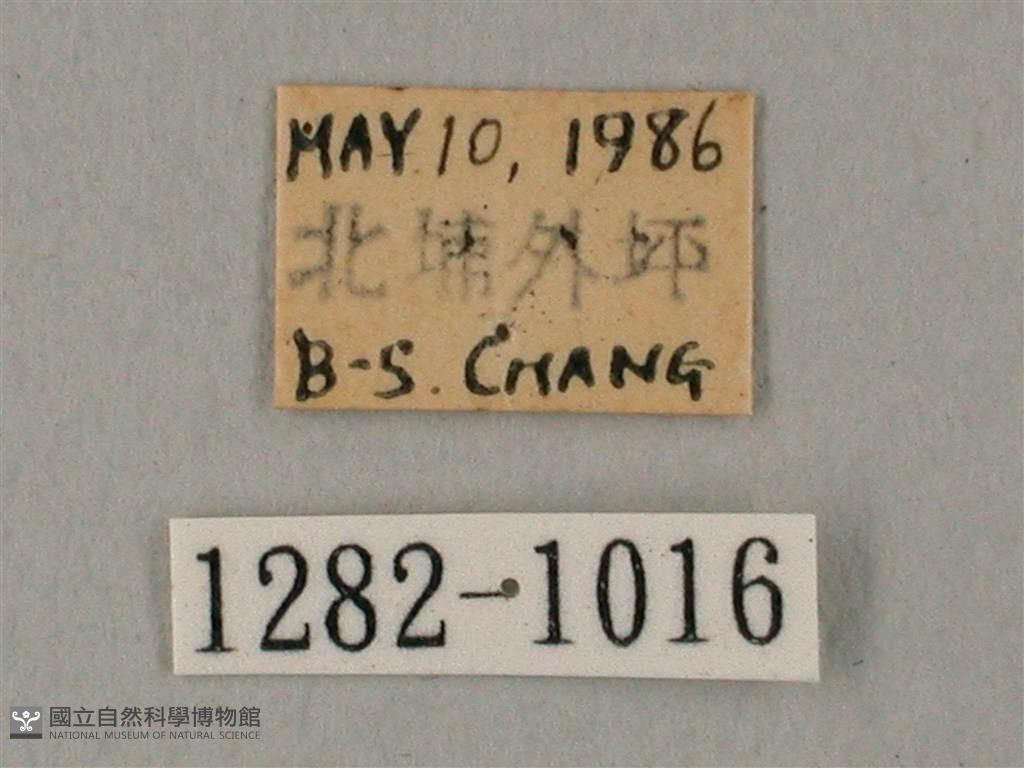 MAY 10, 1986
北埔外坪
B-S. CHANG
1282-1016
國立自然科學博物館
NATIONAL MUSEUM OF NATURAL SCIENCE